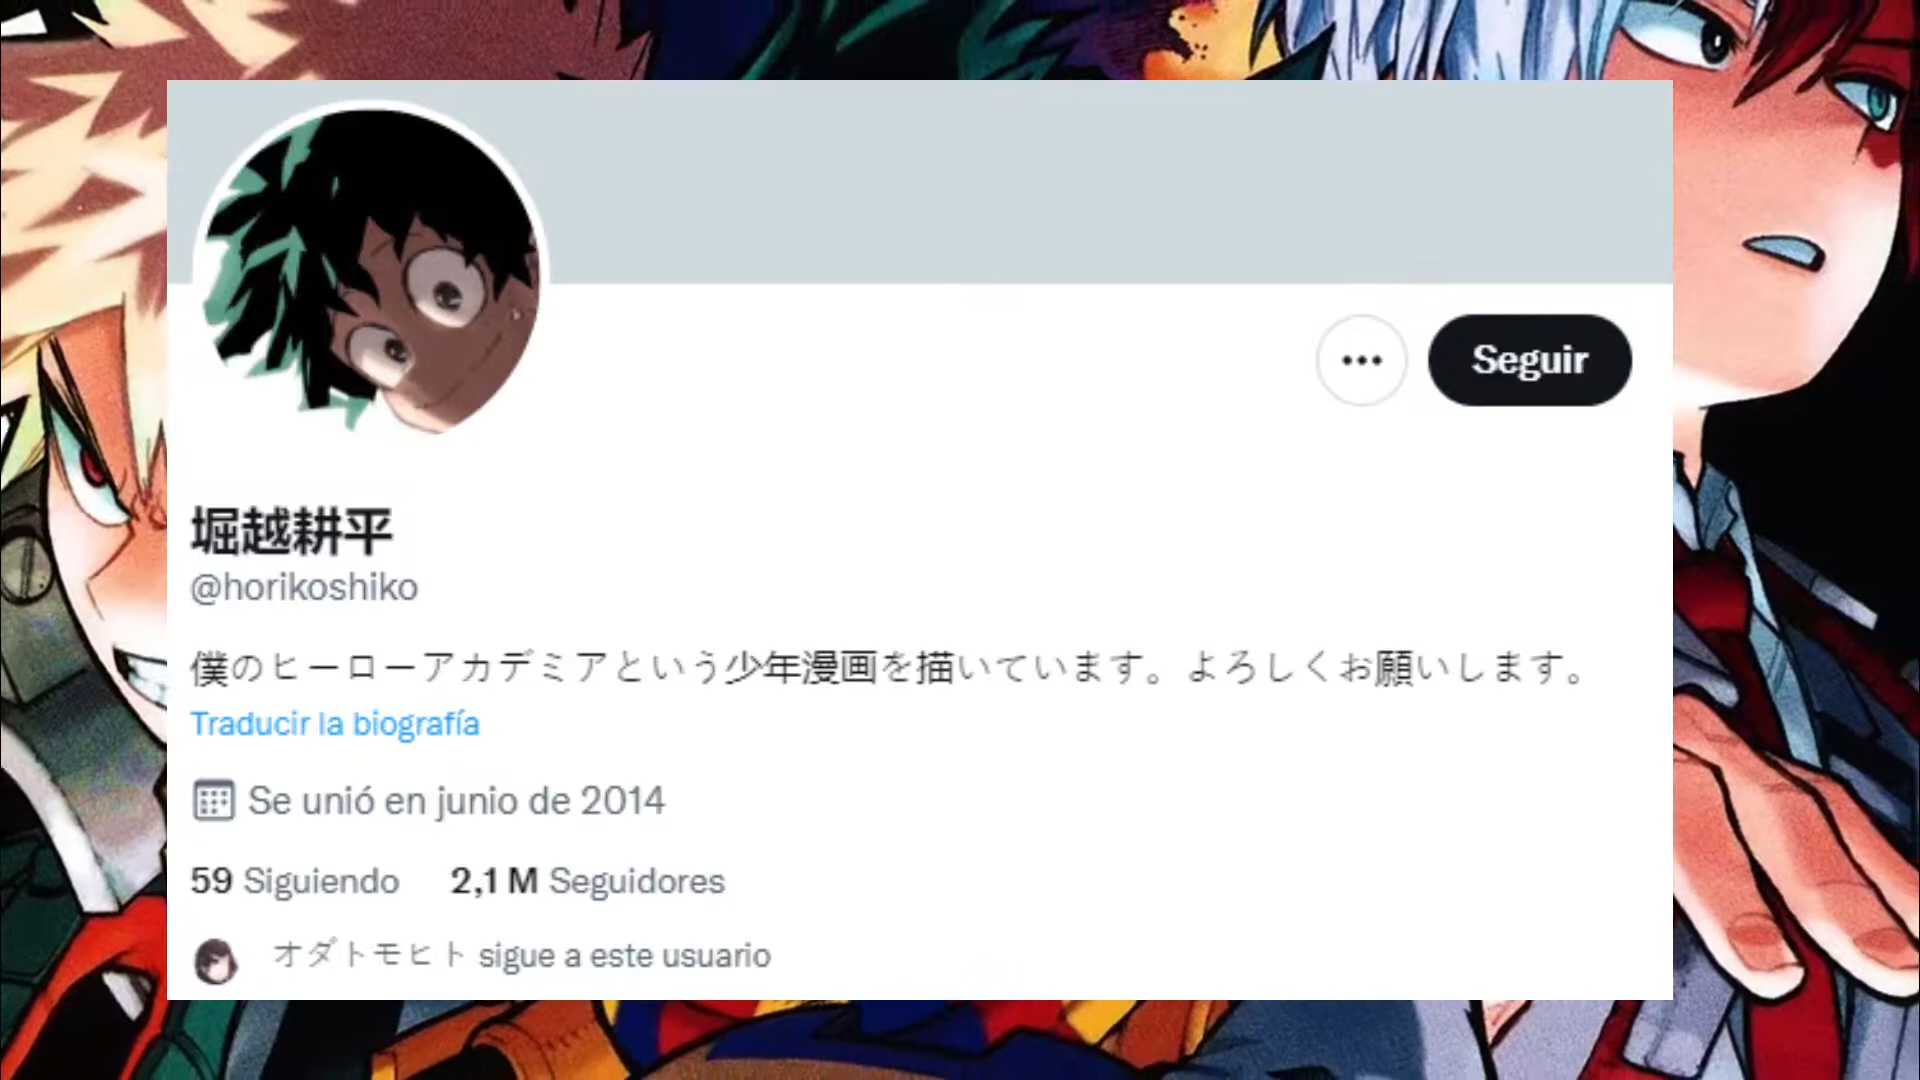 Seguir
堀越耕平
@horikoshiko
僕のヒーローアカデミアという少年漫画を描いています。よろしくお願いします。
Traducir la biografía
Se unió en junio de 2014
59 Siguiendo 2,1 M Seguidores
オダトモヒト sigue a este usuario